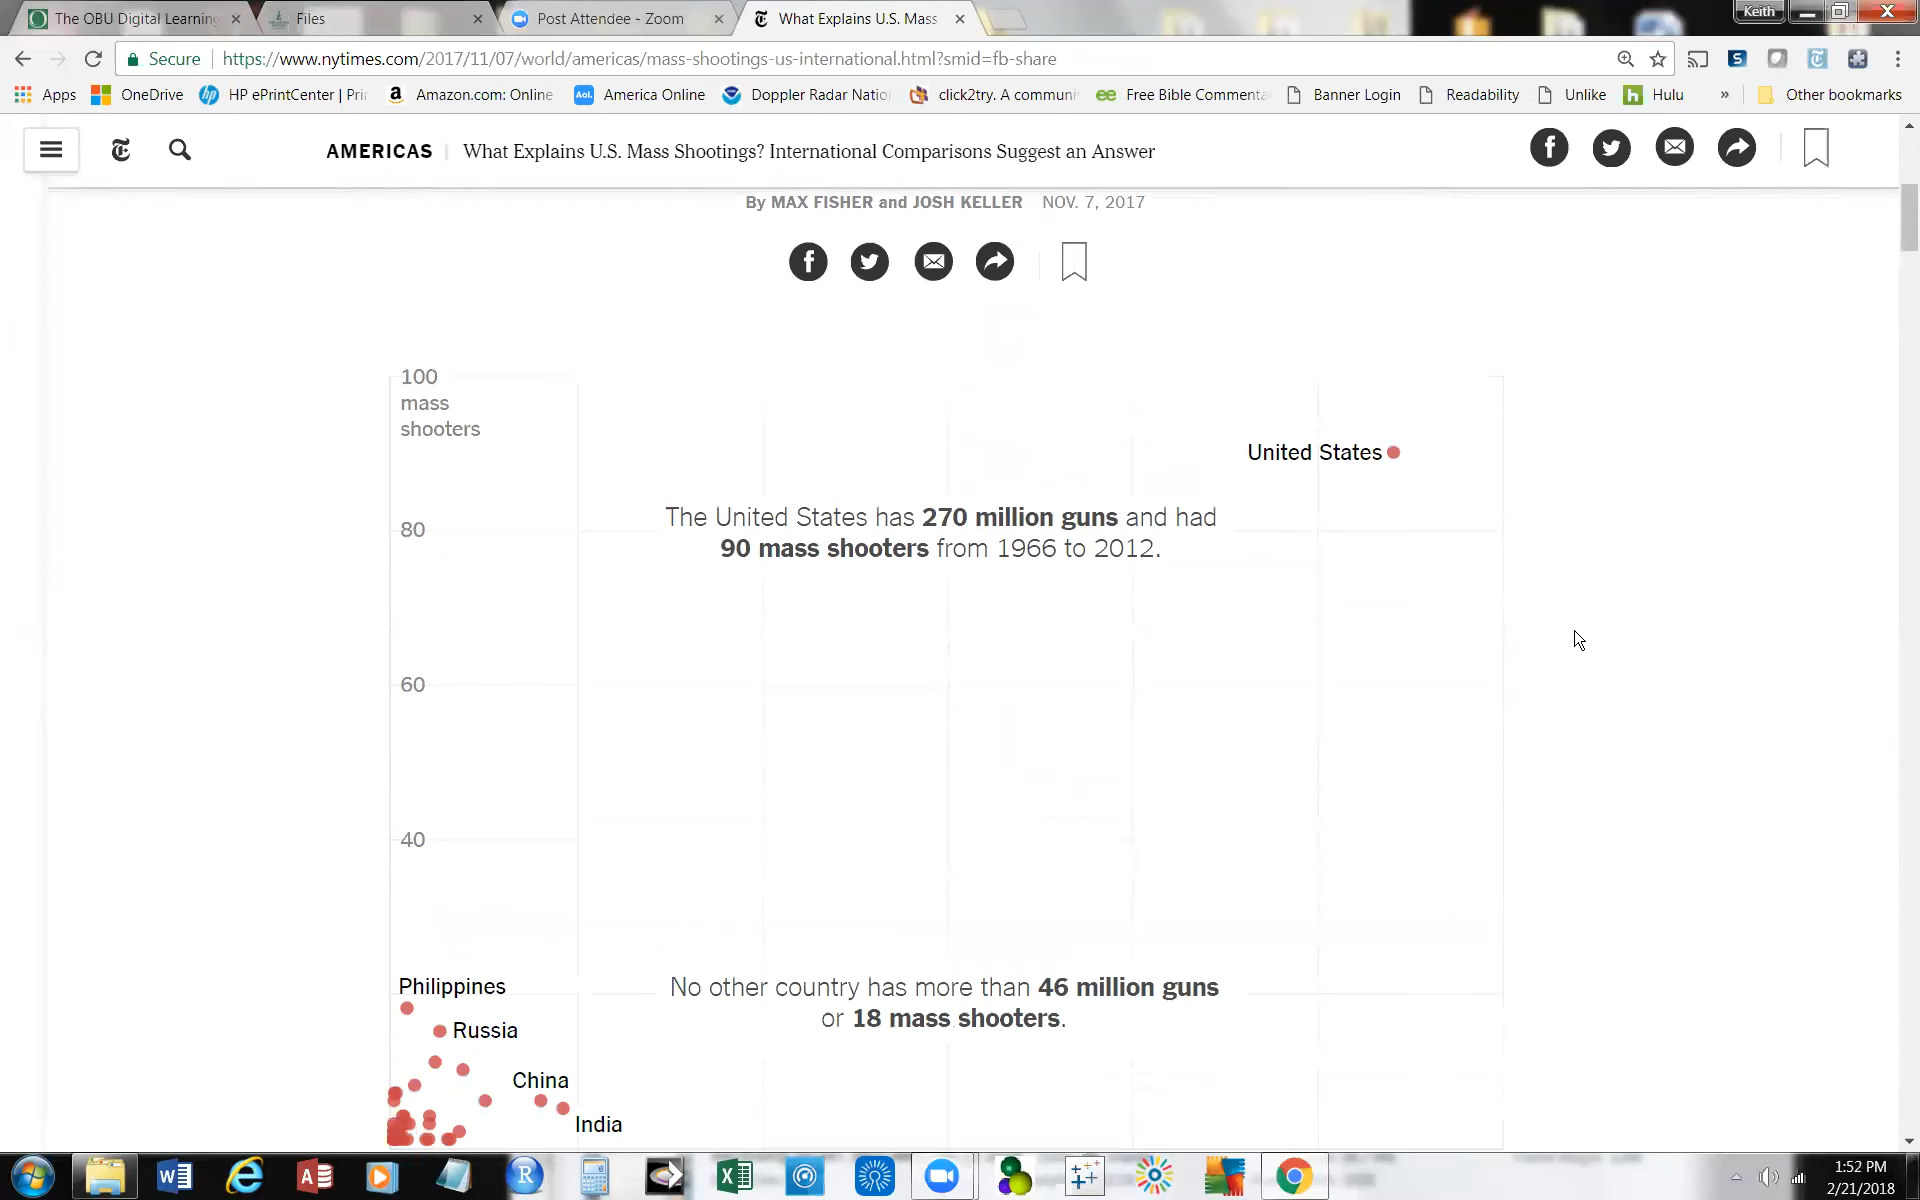 The OBU Digital Learning
Files
Post Attendee - Zoom
What Explains U.S. Mass
Keith
Secure
https://www.nytimes.com/2017/11/07/world/americas/mass-shootings-us-international.html?smid=fb-share
Apps
OneDrive
HP ePrintCenter | Pri
Amazon.com: Online
Aol.
America Online
Doppler Radar Natio
click2try. A commun
Free Bible Commenta
Banner Login
Readability
Unlike
Hulu
»
Other bookmarks
AMERICAS
What Explains U.S. Mass Shootings? International Comparisons Suggest an Answer
By MAX FISHER and JOSH KELLER NOV. 7, 2017
100
mass
shooters
United States
The United States has 270 million guns and had
80
90 mass shooters from 1966 to 2012.
60
40
Philippines
No other country has more than 46 million guns
or 18 mass shooters.
Russia
China
India
1:52 PM
2/21/2018